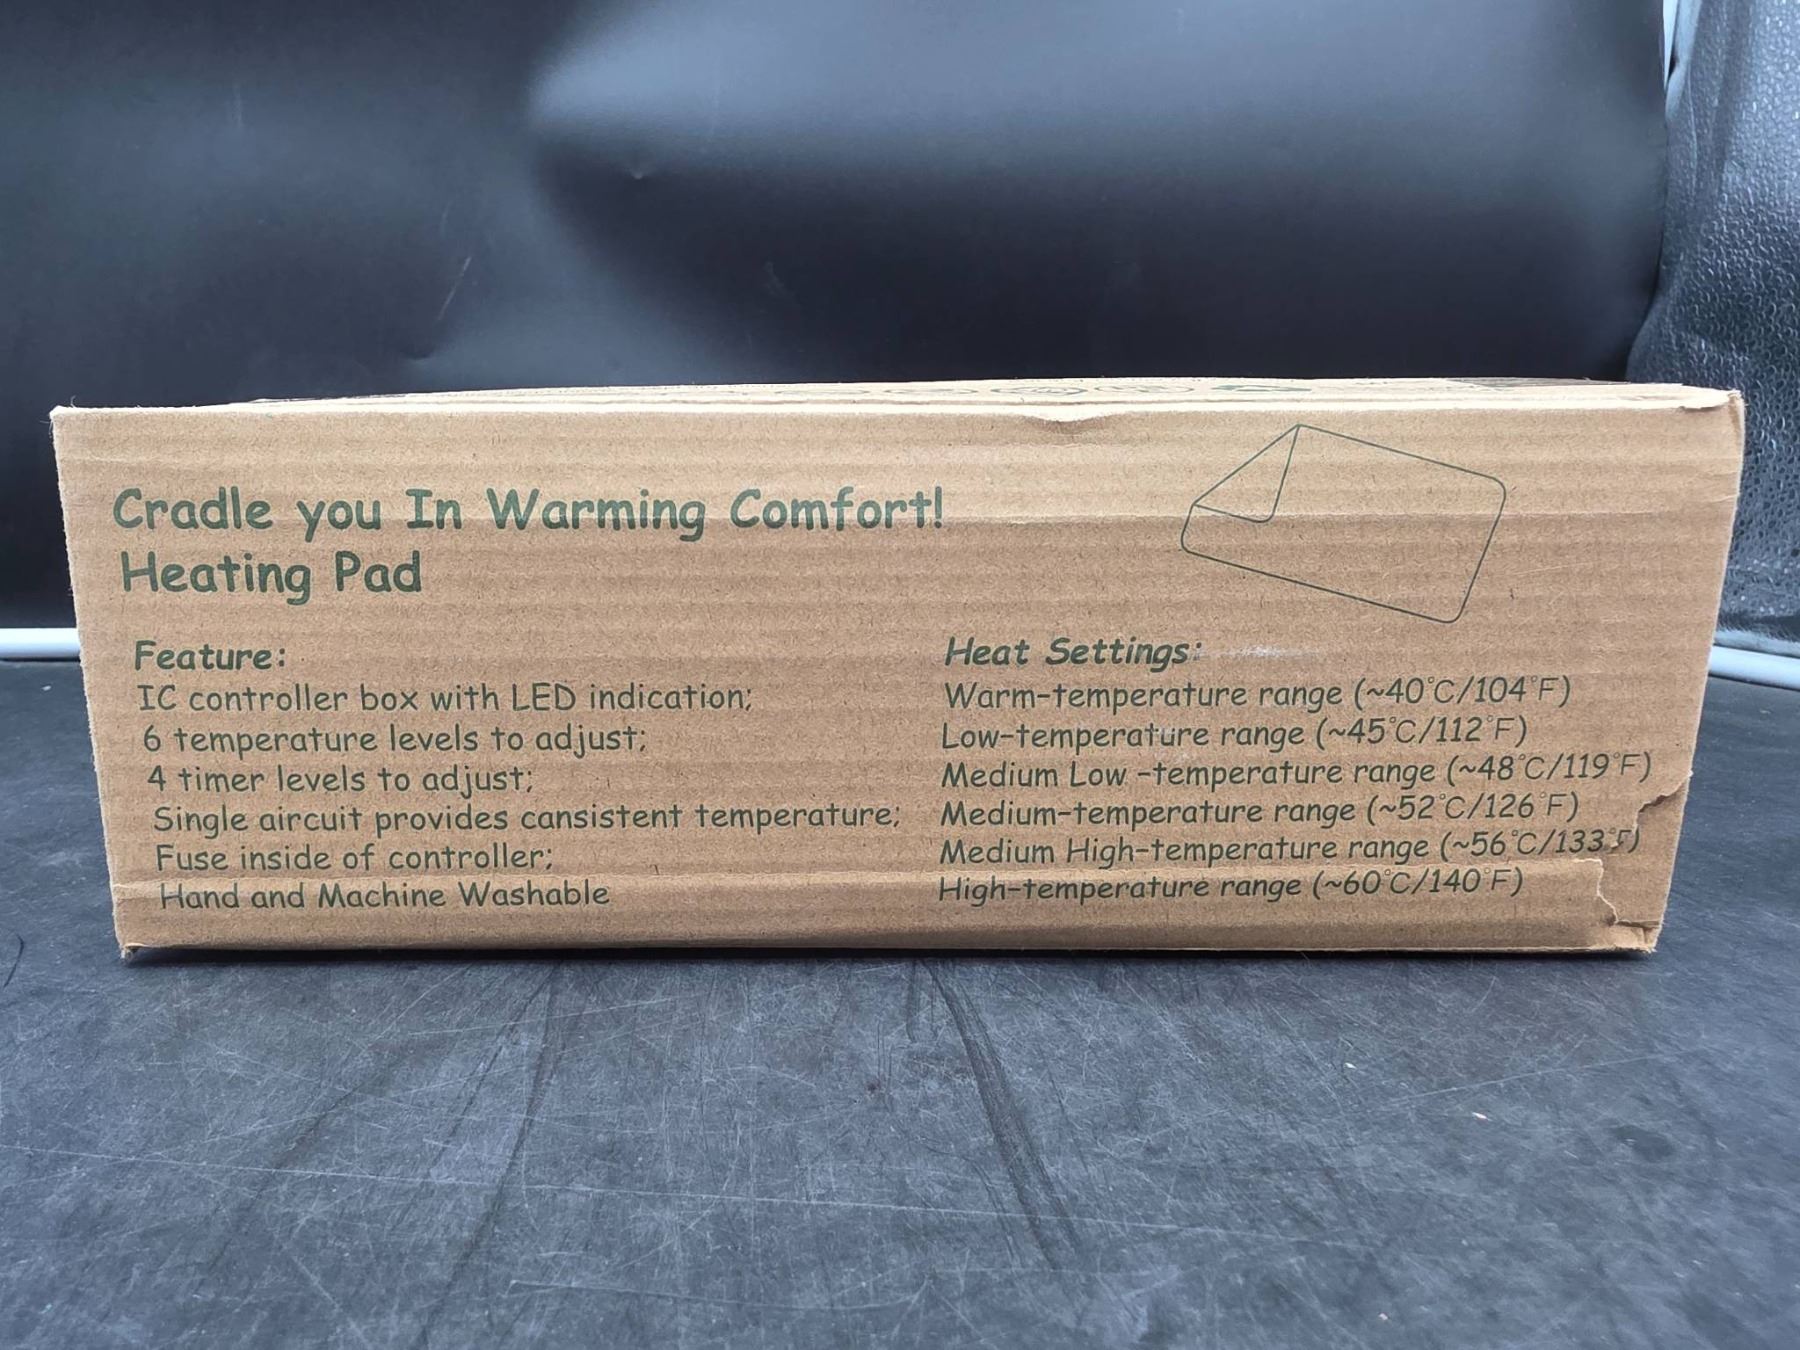 Cradle you In Warming Comfort!
Heating Pad
Feature:
IC controller box with LED indication;
6 temperature levels to adjust;
4 timer levels to adjust;
Single aircuit provides cansistent temperature;
Fuse inside of controller;
Hand and Machine Washable
Heat Settings:
Warm-temperature range (~40°C/104°F)
Low-temperature range (~45°C/112°F)
Medium Low -temperature range (~48°C/119°F)
Medium-temperature range (~52°C/126°F)
Medium High-temperature range (~56°C/133°F)
High-temperature range (~60°C/140°F)